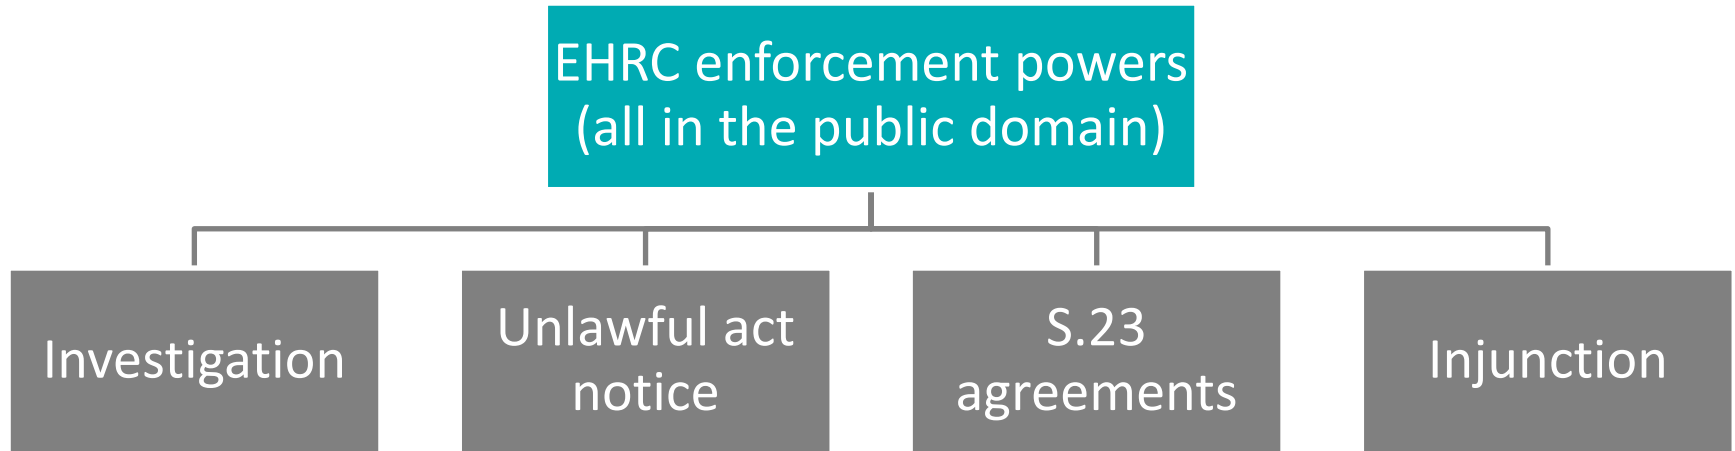 EHRC enforcement powers
(all in the public domain)
Investigation
Unlawful act
notice
S.23
agreements
Injunction